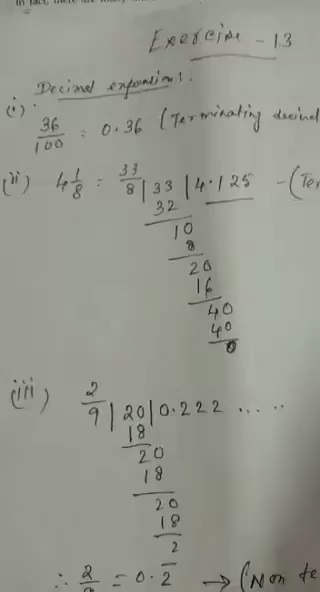 Exercise - 1.3
Decimal expansions.
(i) 36/100 = 0.36 (Terminating decimal
(ii) 4 1/8 = 33/8 | 33 | 4.125 - (Ter
32
10
8
20
16
40
40
0
(iii) 2/9 | 20 | 0.222 .....
18
20
18
20
18
2
∴ 2/9 = 0.2̅ → (Non te